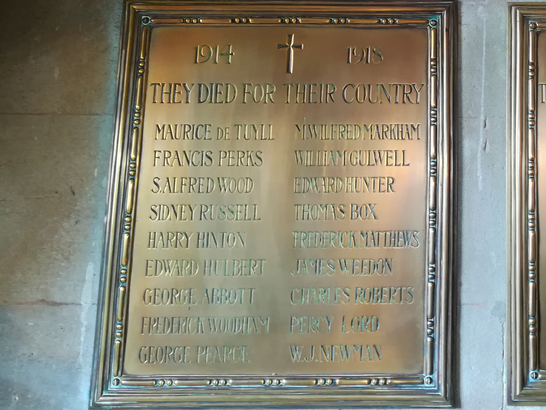 1914 1918
THEY DIED FOR THEIR COUNTRY
MAURICE DE TUYLL M.WILFRED MARKHAM
FRANCIS PERKS WILLIAM GULWELL
S.ALFRED WOOD EDWARD HUNTER
SIDNEY RUSSELL THOMAS BOX
HARRY HINTON FREDERICK MATTHEWS
EDWARD HULBERT JAMES WEEDON
GEORGE ABBOTT CHARLES ROBERTS
FREDERICK WOODHAM PERCY LORD
GEORGE PEARCE W.J.NEWMAN